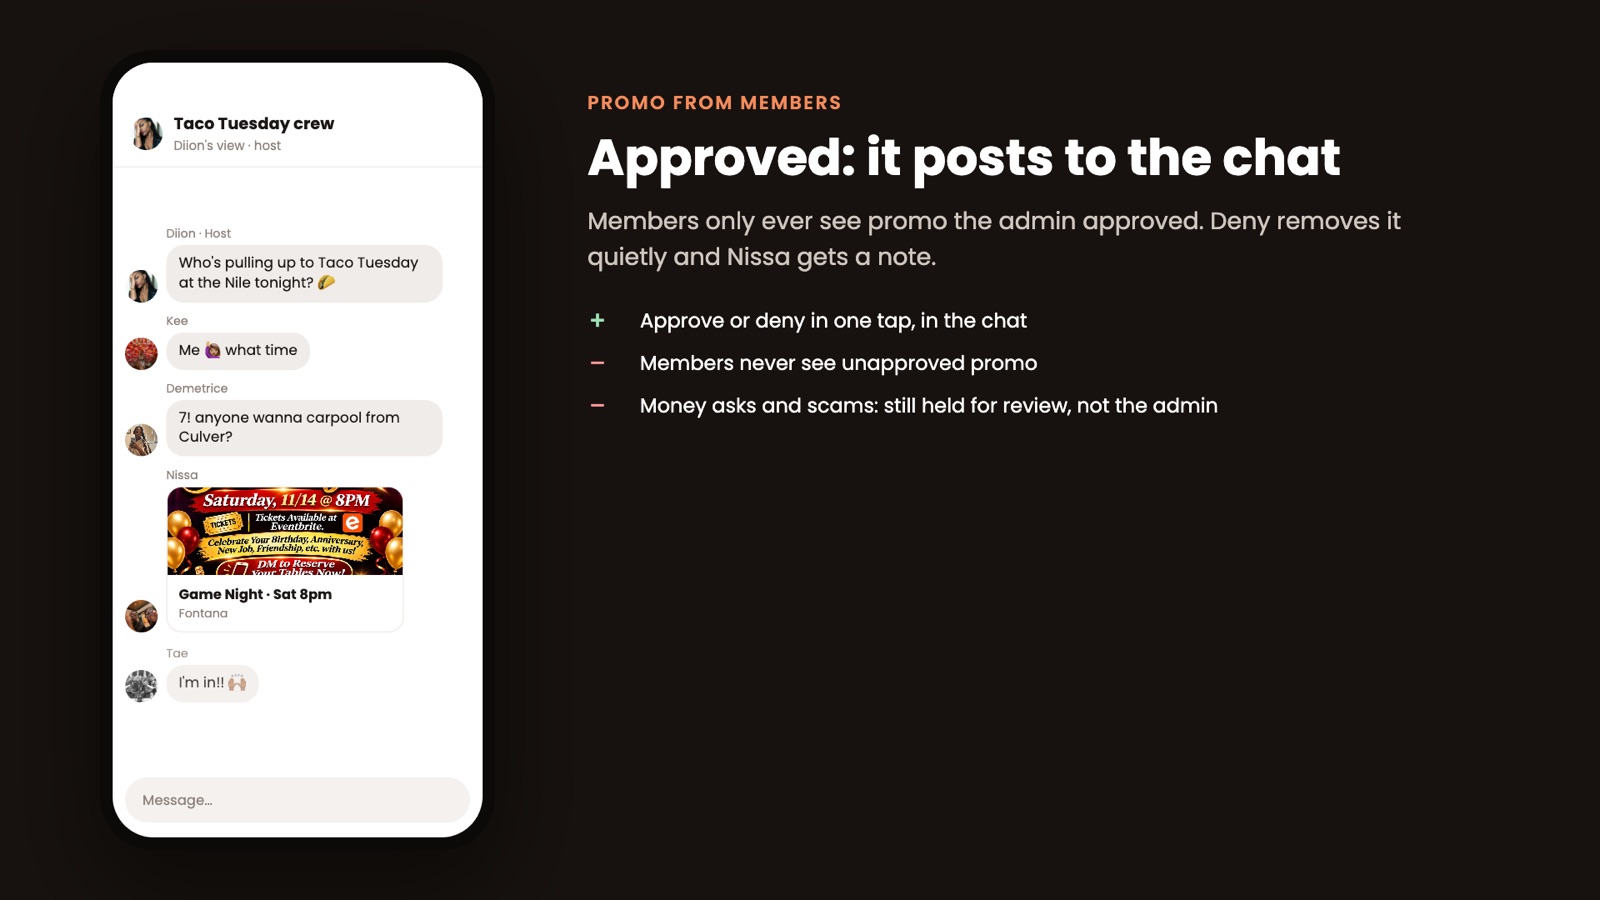 Taco Tuesday crew
Diion's view · host
Diion · Host
Who's pulling up to Taco Tuesday
at the Nile tonight? 🌮
Kee
Me 🙋🏽‍♀️ what time
Demetrice
7! anyone wanna carpool from
Culver?
Nissa
Saturday, 11/14 @ 8PM
TICKETS
Tickets Available at
Eventbrite.
e
Celebrate Your Birthday, Anniversary,
New Job, Friendship, etc. with us!
DM to Reserve
Your Tables Now!
Game Night · Sat 8pm
Fontana
Tae
I'm in!! 🙌🏽
Message...
PROMO FROM MEMBERS
Approved: it posts to the chat
Members only ever see promo the admin approved. Deny removes it
quietly and Nissa gets a note.
+ Approve or deny in one tap, in the chat
– Members never see unapproved promo
– Money asks and scams: still held for review, not the admin